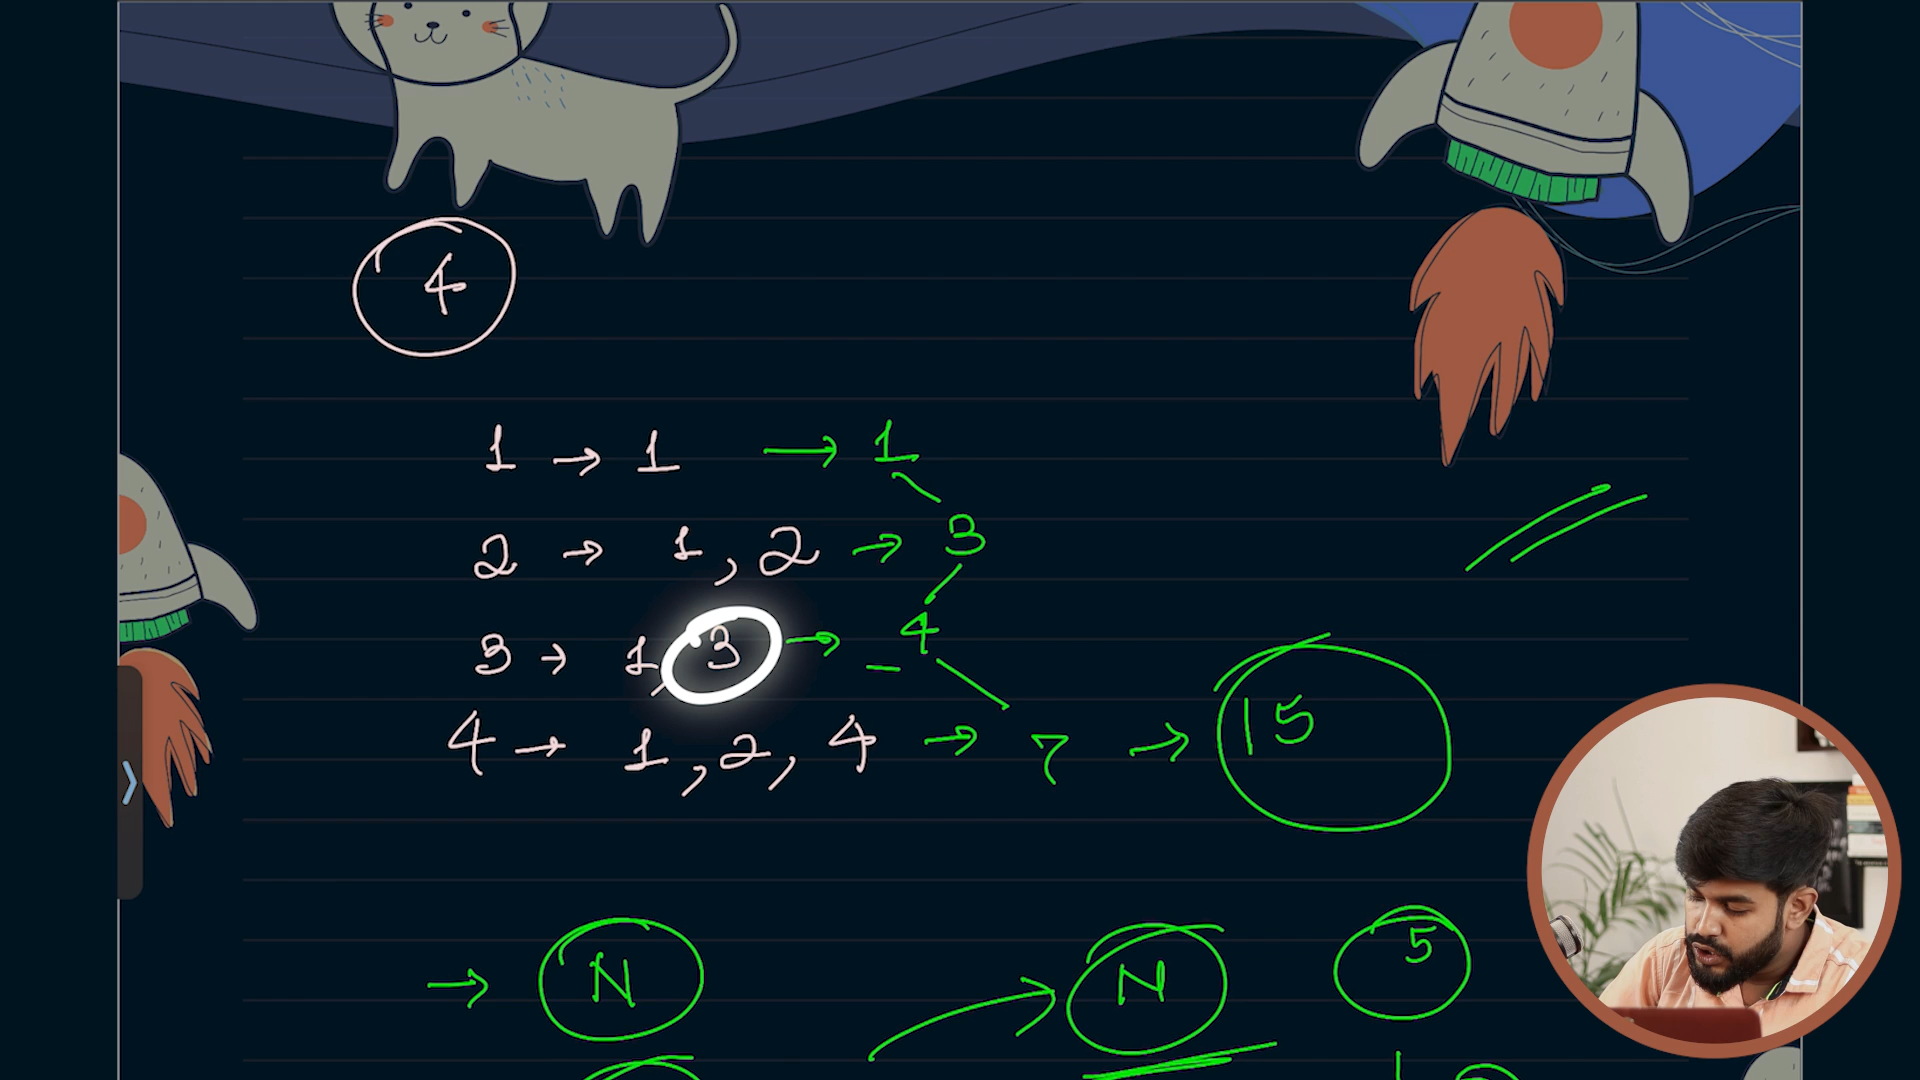 4
1 → 1 → 1
2 → 1, 2 → 3
3 → 1, 3 → 4
4 → 1, 2, 4 → 7 → 15
→ N N 5